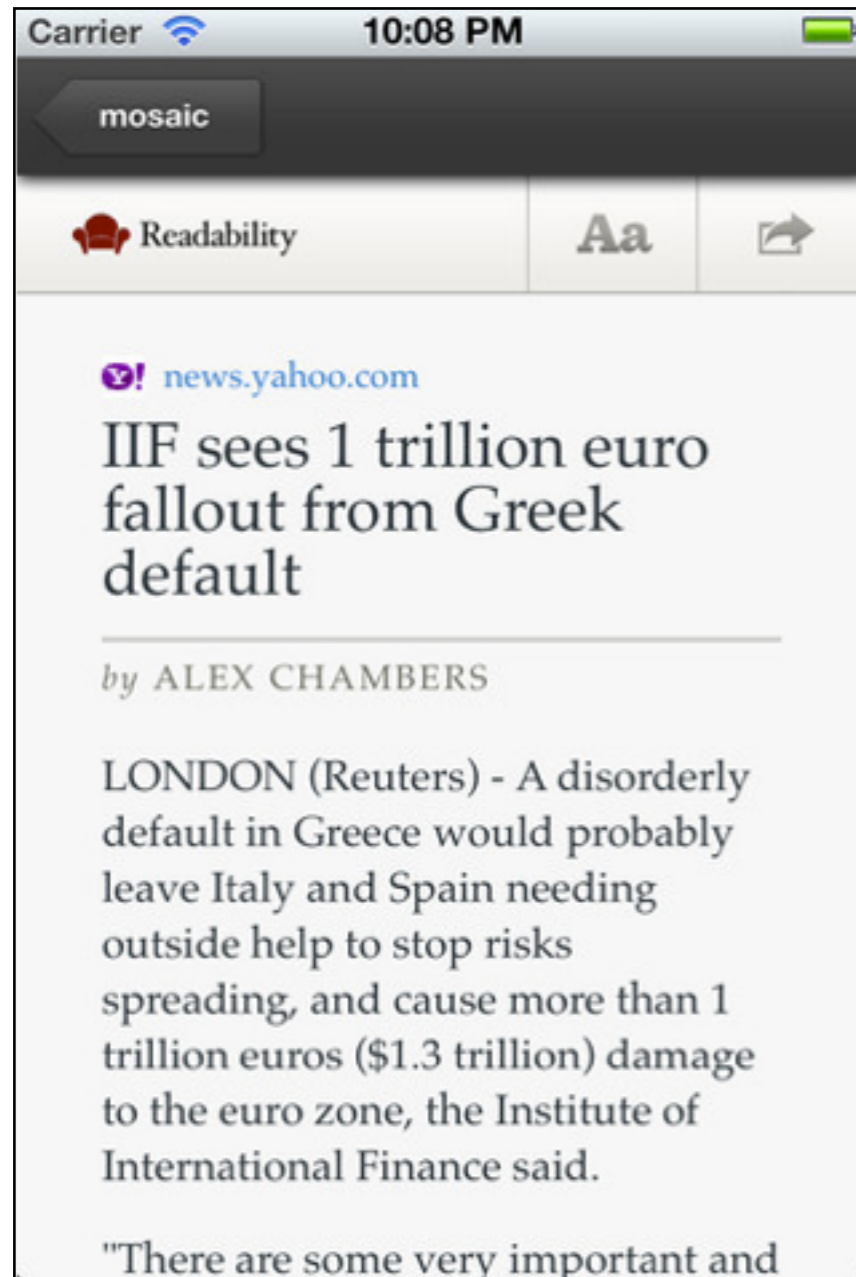 Carrier 10:08 PM
mosaic
Readability Aa
Y! news.yahoo.com
IIF sees 1 trillion euro
fallout from Greek
default
by ALEX CHAMBERS
LONDON (Reuters) - A disorderly
default in Greece would probably
leave Italy and Spain needing
outside help to stop risks
spreading, and cause more than 1
trillion euros ($1.3 trillion) damage
to the euro zone, the Institute of
International Finance said.
"There are some very important and